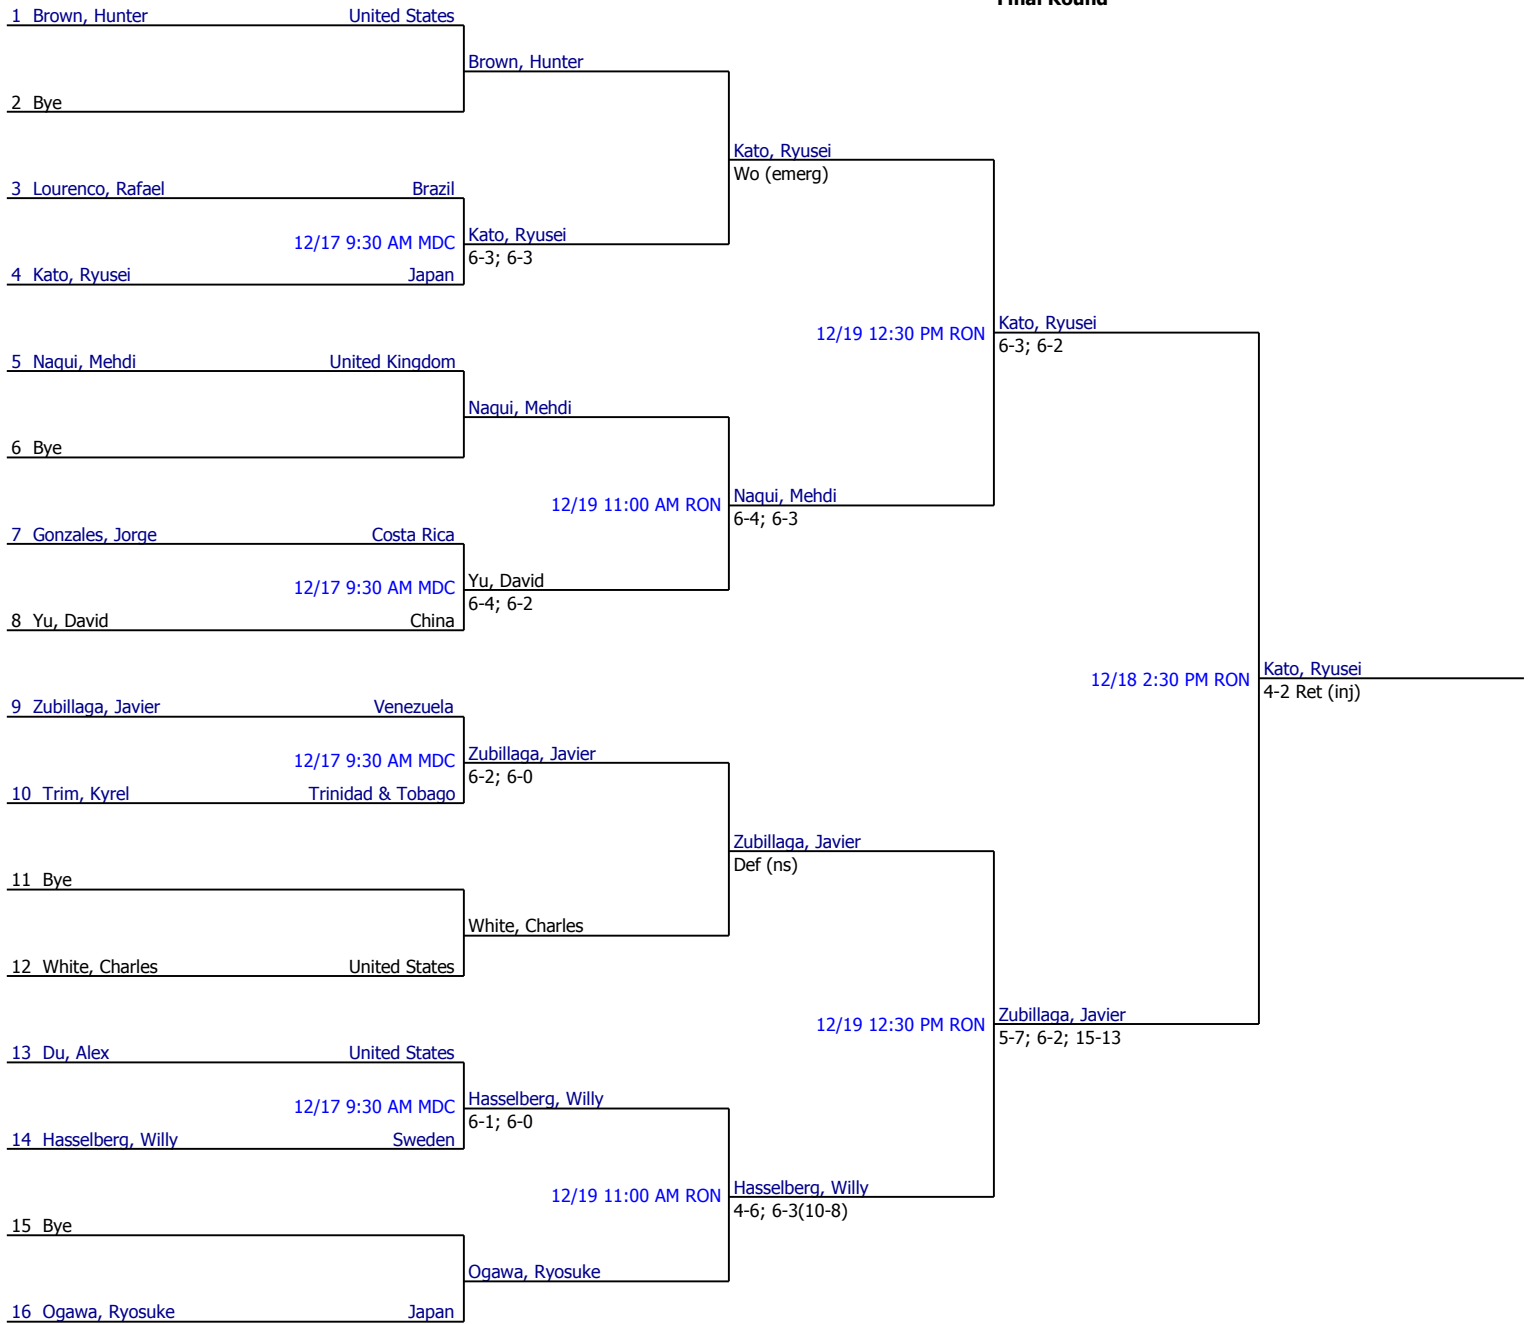 Final Round
1 Brown, Hunter United States
Brown, Hunter
2 Bye
Kato, Ryusei
Wo (emerg)
3 Lourenco, Rafael Brazil
12/17 9:30 AM MDC Kato, Ryusei
6-3; 6-3
4 Kato, Ryusei Japan
12/19 12:30 PM RON Kato, Ryusei
6-3; 6-2
5 Naqui, Mehdi United Kingdom
Naqui, Mehdi
6 Bye
12/19 11:00 AM RON Naqui, Mehdi
6-4; 6-3
7 Gonzales, Jorge Costa Rica
12/17 9:30 AM MDC Yu, David
6-4; 6-2
8 Yu, David China
12/18 2:30 PM RON Kato, Ryusei
4-2 Ret (inj)
9 Zubillaga, Javier Venezuela
12/17 9:30 AM MDC Zubillaga, Javier
6-2; 6-0
10 Trim, Kyrel Trinidad & Tobago
Zubillaga, Javier
Def (ns)
11 Bye
White, Charles
12 White, Charles United States
12/19 12:30 PM RON Zubillaga, Javier
5-7; 6-2; 15-13
13 Du, Alex United States
12/17 9:30 AM MDC Hasselberg, Willy
6-1; 6-0
14 Hasselberg, Willy Sweden
12/19 11:00 AM RON Hasselberg, Willy
4-6; 6-3(10-8)
15 Bye
Ogawa, Ryosuke
16 Ogawa, Ryosuke Japan